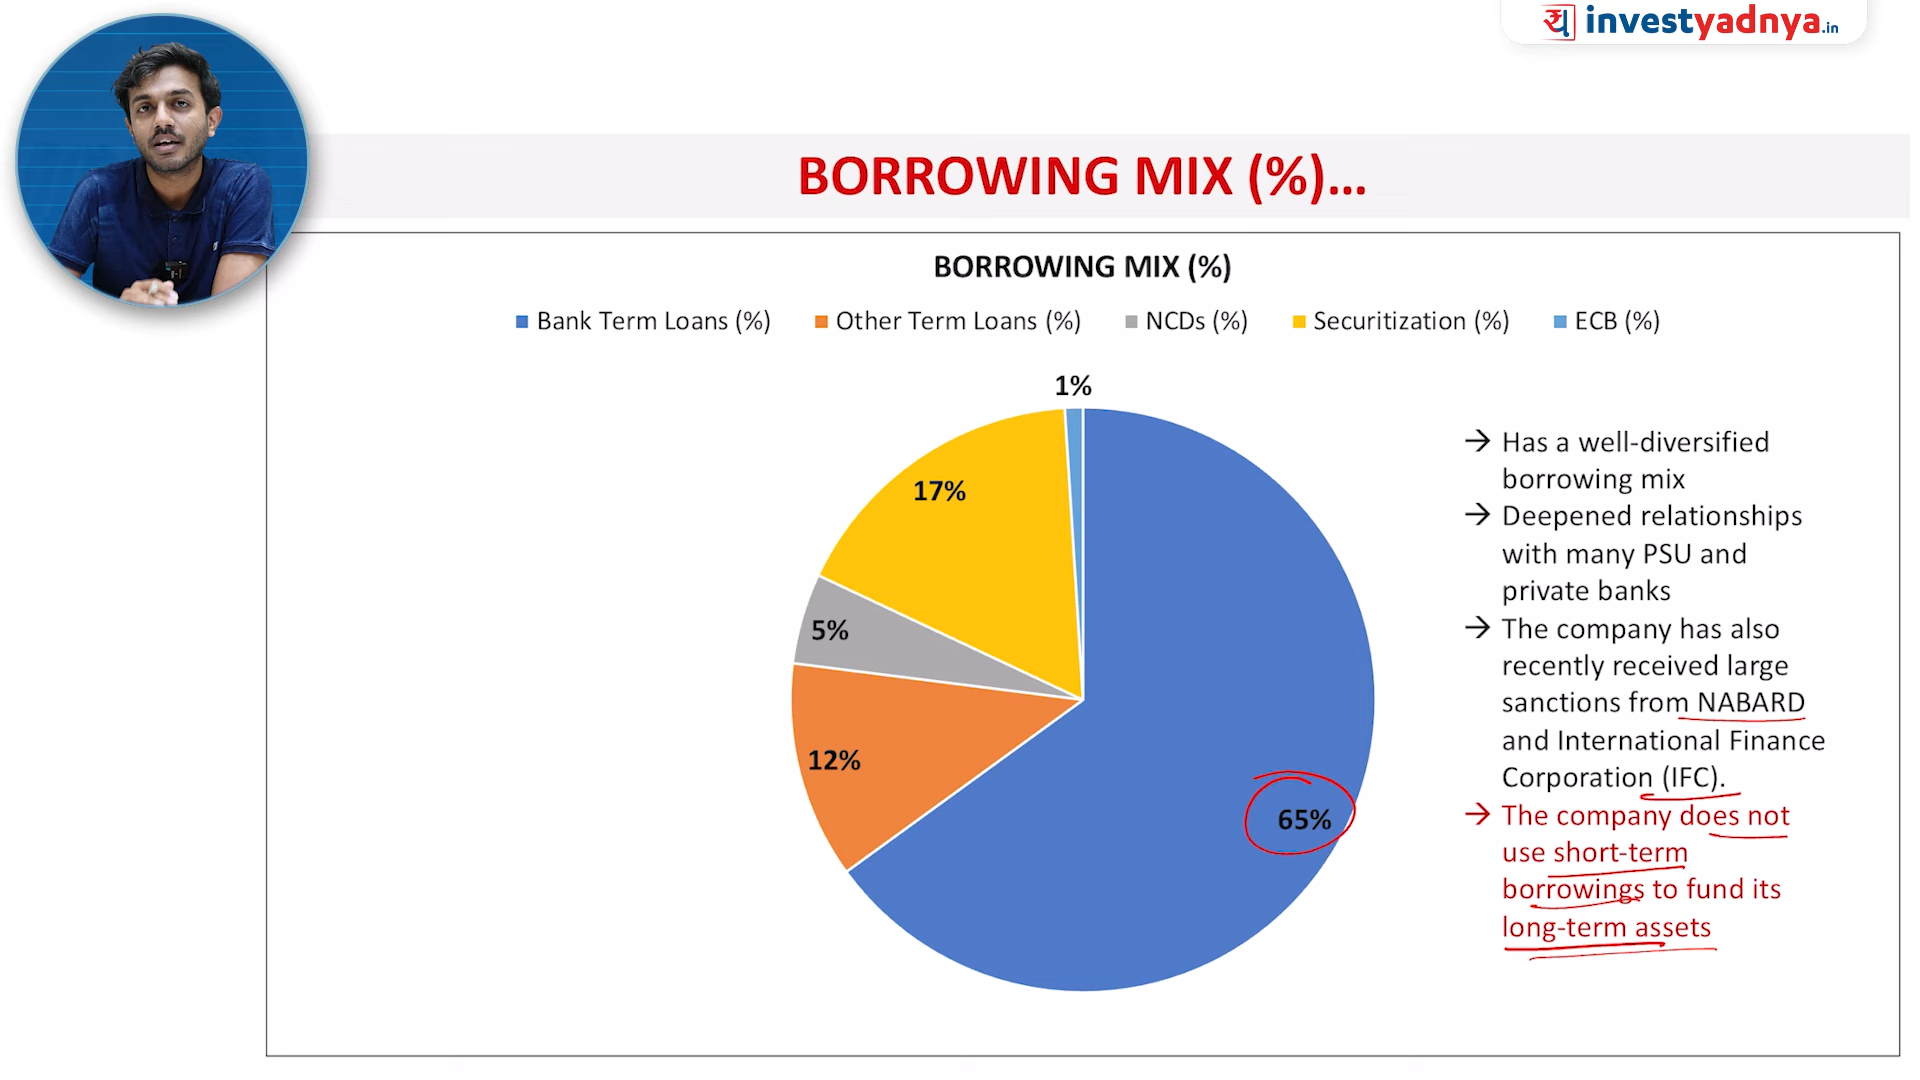 य investyadnya.in
BORROWING MIX (%)...
BORROWING MIX (%)
Bank Term Loans (%) Other Term Loans (%) NCDs (%) Securitization (%) ECB (%)
1%
17%
5%
12%
65%
→ Has a well-diversified
borrowing mix
→ Deepened relationships
with many PSU and
private banks
→ The company has also
recently received large
sanctions from NABARD
and International Finance
Corporation (IFC).
→ The company does not
use short-term
borrowings to fund its
long-term assets